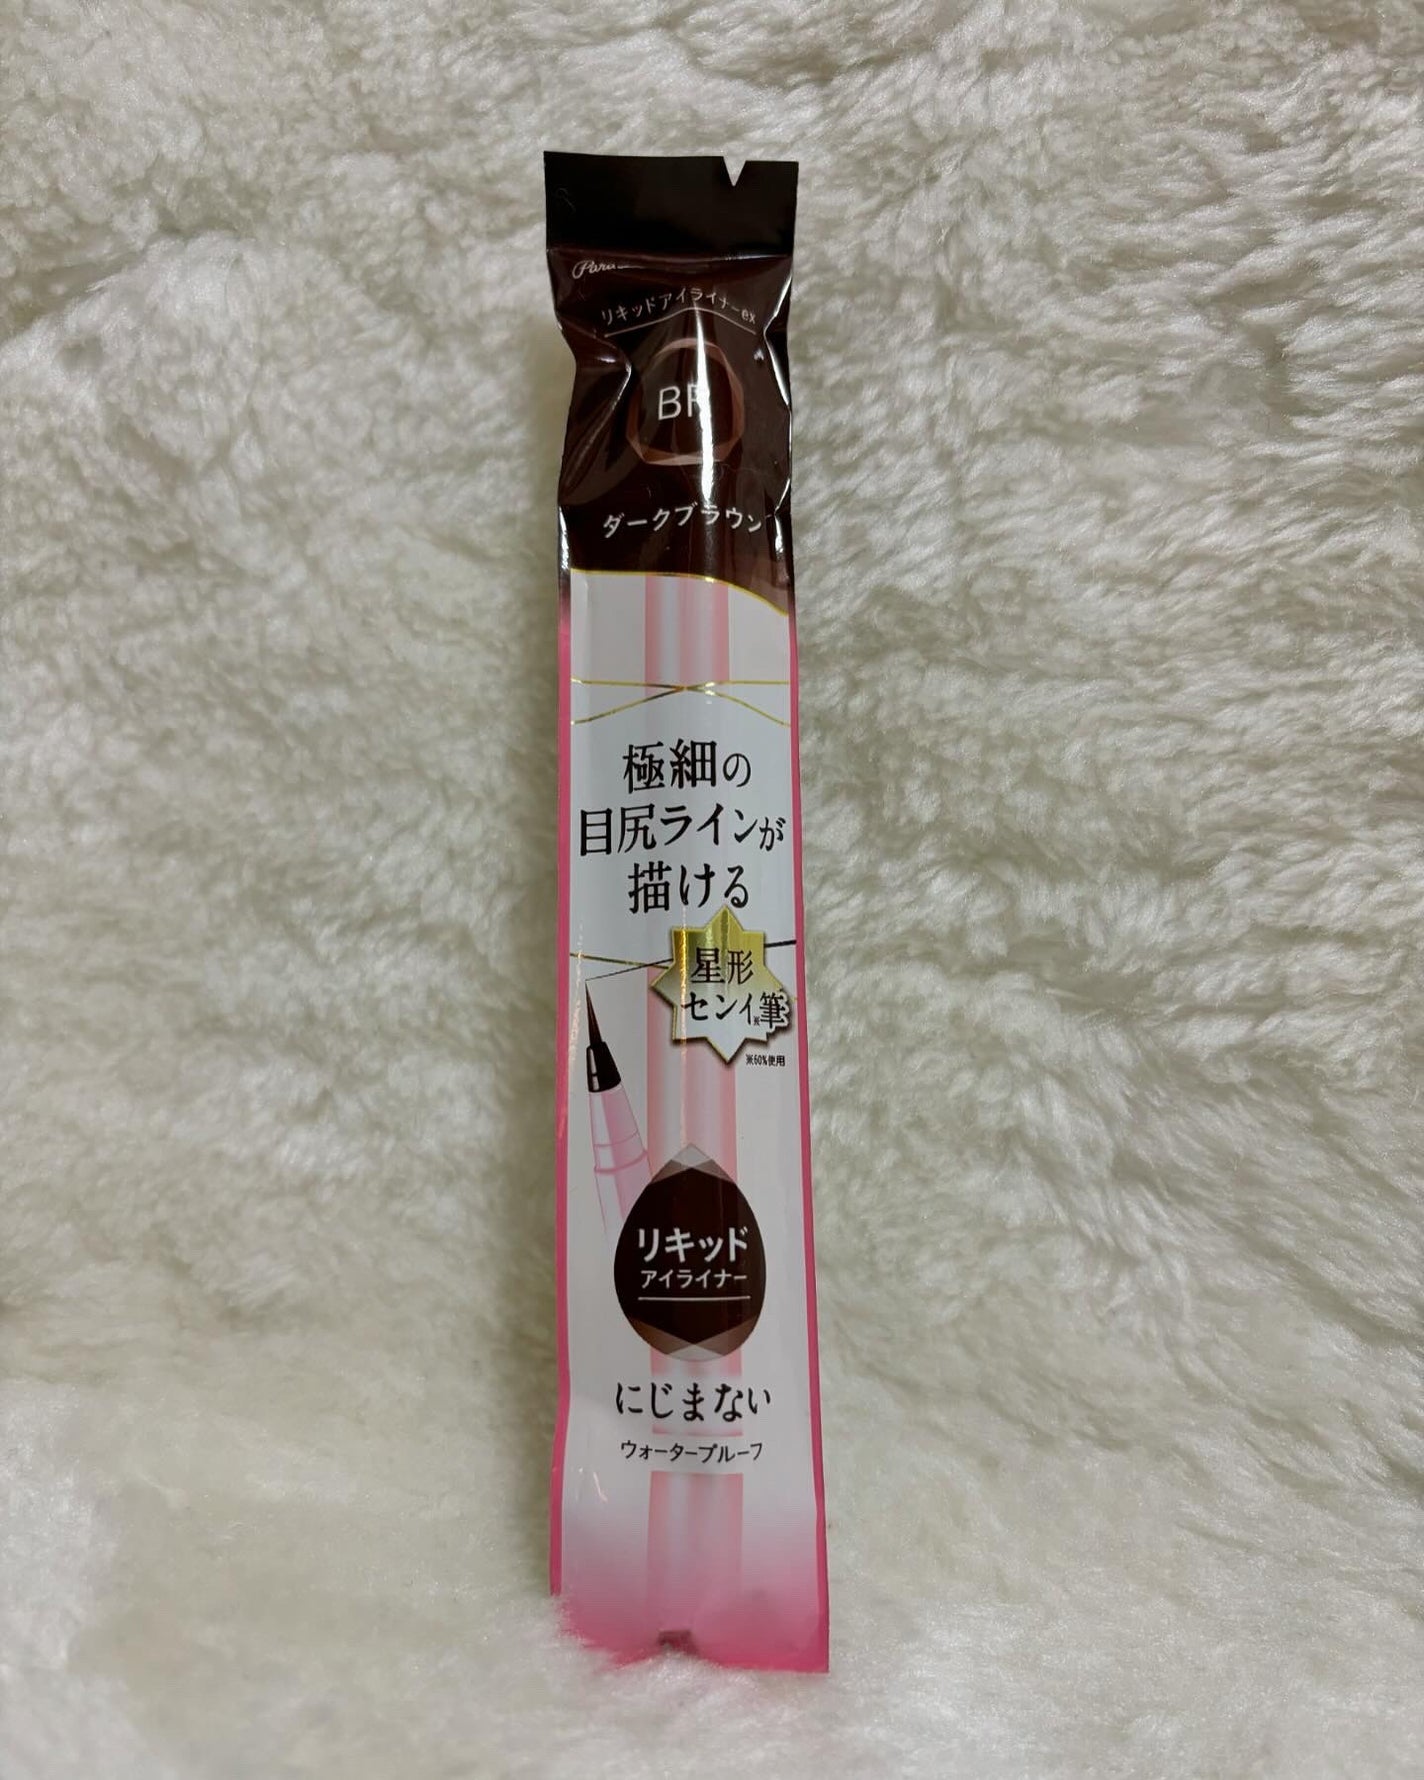 リキッドアイライナーex
BR
ダークブラウン
極細の
目尻ラインが
描ける
星形
センイ※筆
※60%使用
リキッド
アイライナー
にじまない
ウォータープルーフ